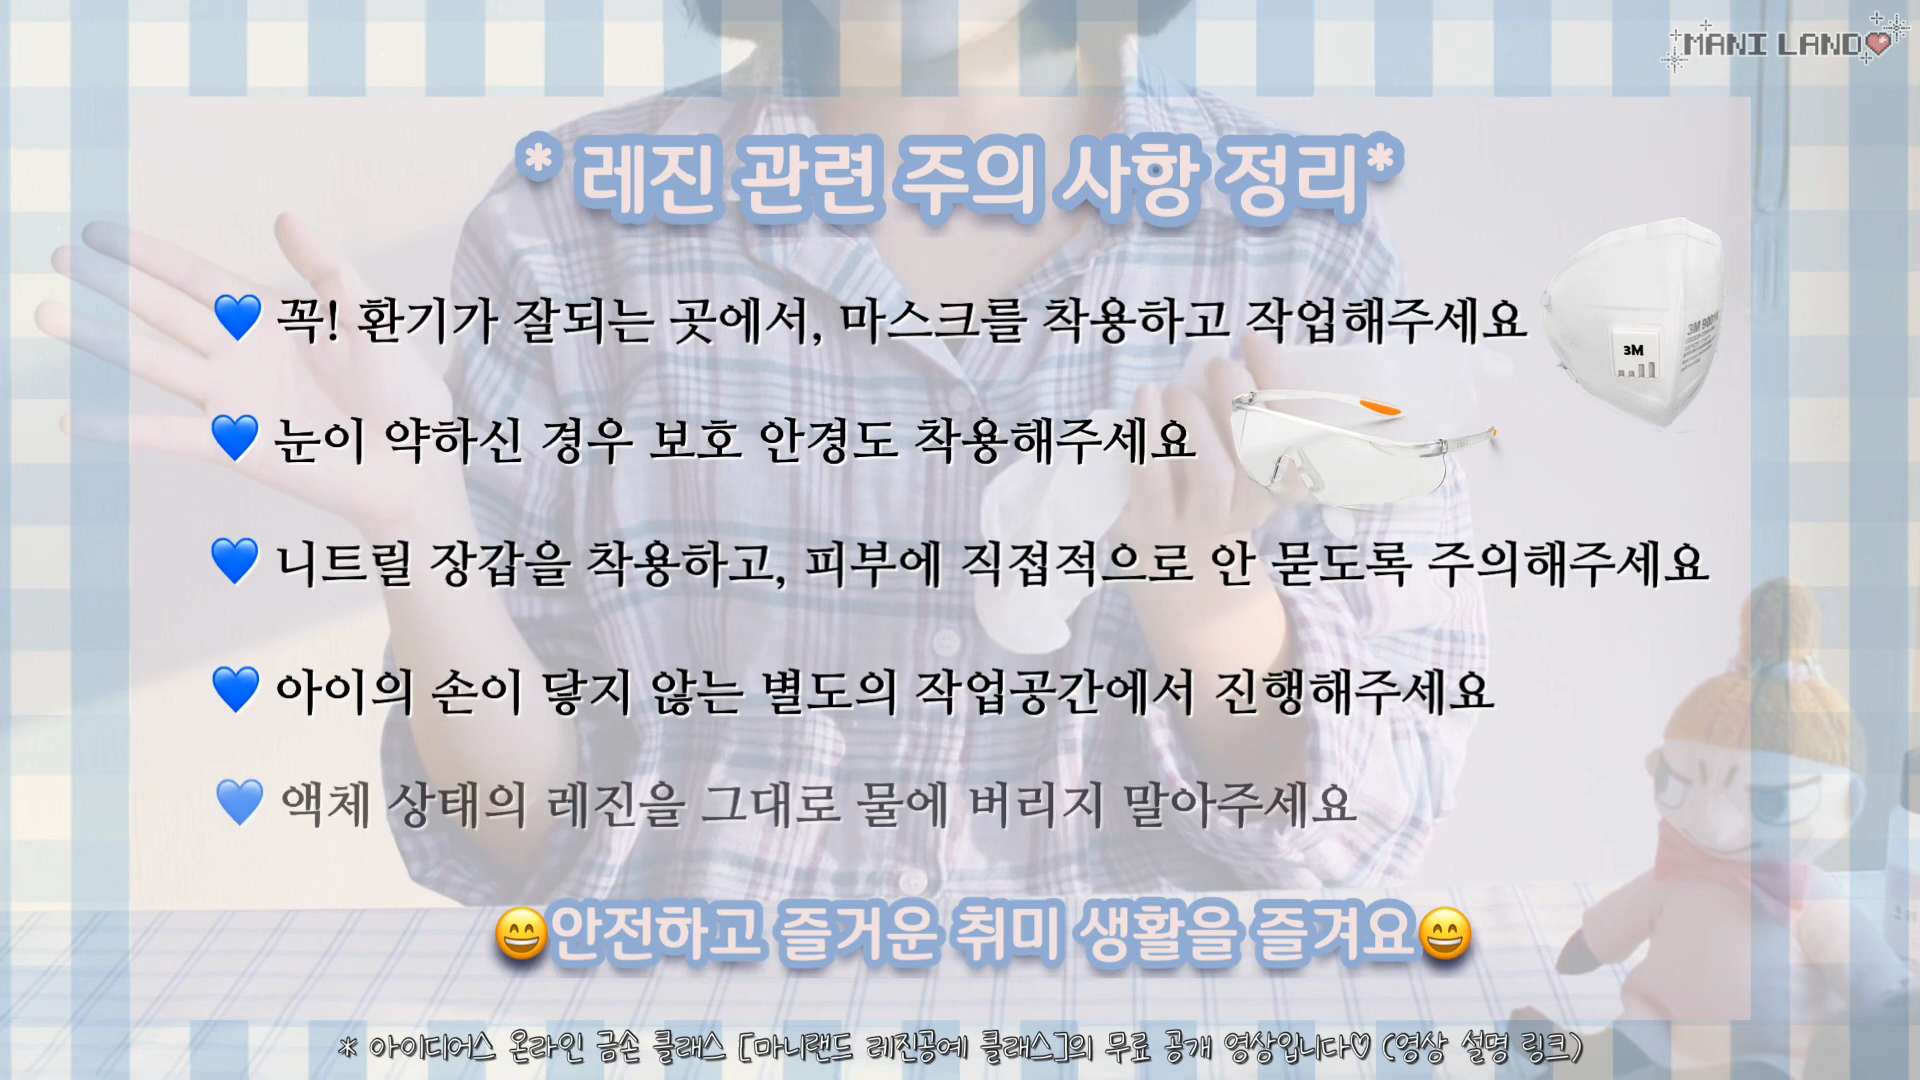 MANI LAND
* 레진 관련 주의 사항 정리*
💙 꼭! 환기가 잘되는 곳에서, 마스크를 착용하고 작업해주세요
3M
💙 눈이 약하신 경우 보호 안경도 착용해주세요
💙 니트릴 장갑을 착용하고, 피부에 직접적으로 안 묻도록 주의해주세요
💙 아이의 손이 닿지 않는 별도의 작업공간에서 진행해주세요
💙 액체 상태의 레진을 그대로 물에 버리지 말아주세요
😄안전하고 즐거운 취미 생활을 즐겨요😄
* 아이디어스 온라인 금손 클래스 [마니랜드 레진공예 클래스]의 무료 공개 영상입니다♡ (영상 설명 링크)